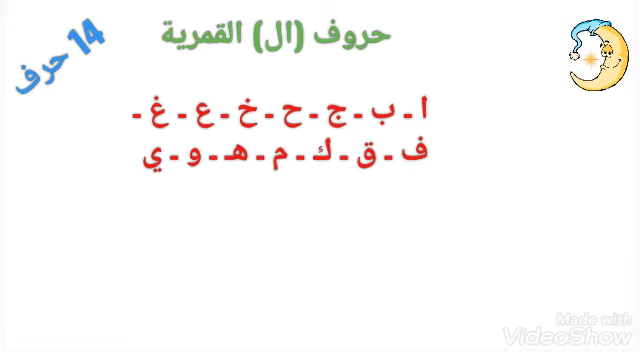 حروف (ال) القمرية
14 حرف
ا - ب - ج - ح - خ - ع - غ -
ف - ق - ك - م - هـ - و - ي
Made with
VideoShow